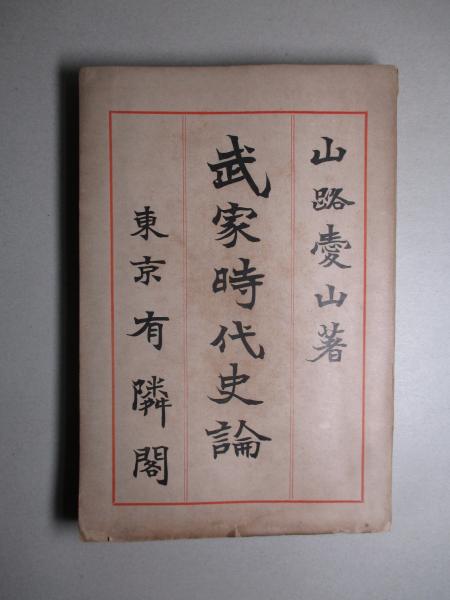 山路愛山著
武家時代史論
東京有隣閣